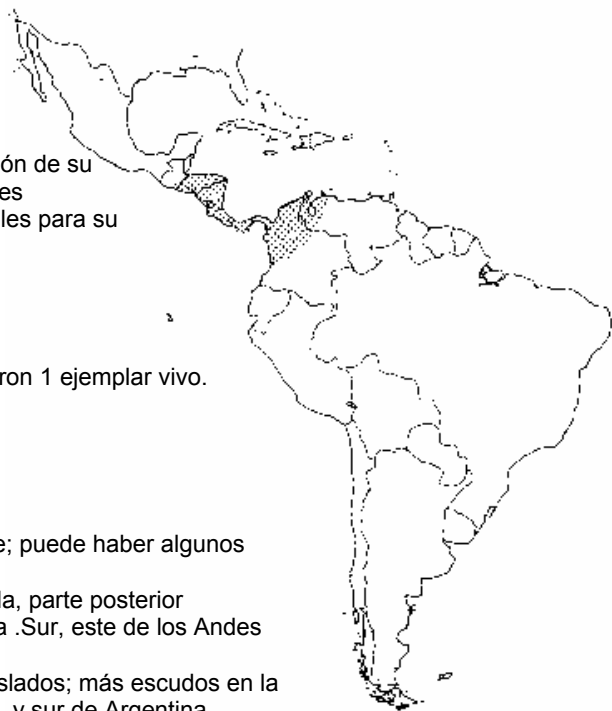 ón de su
es
les para su
ron 1 ejemplar vivo.
e; puede haber algunos
la, parte posterior
a .Sur, este de los Andes
slados; más escudos en la
y sur de Argentina